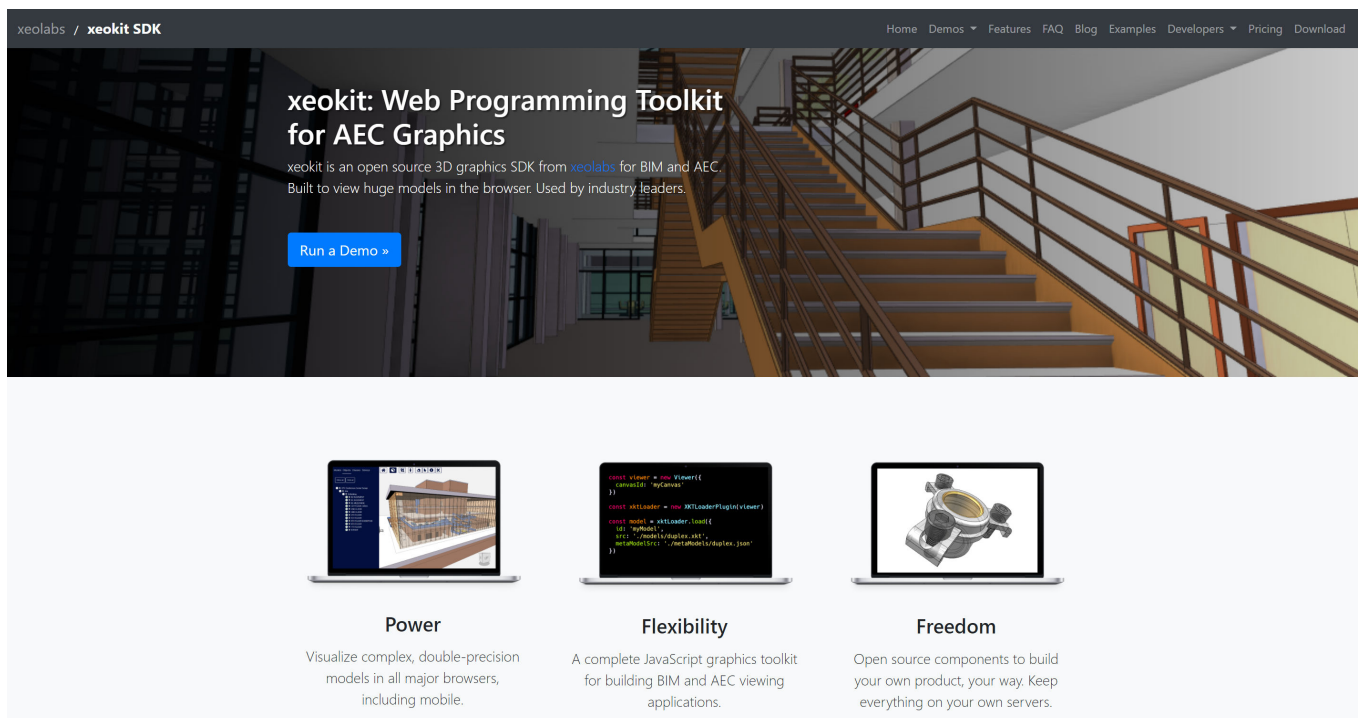 xeolabs / xeokit SDK
Home Demos Features FAQ Blog Examples Developers Pricing Download
xeokit: Web Programming Toolkit
for AEC Graphics
xeokit is an open source 3D graphics SDK from xeolabs for BIM and AEC.
Built to view huge models in the browser. Used by industry leaders.
Run a Demo »
const viewer = new Viewer({
canvasId: 'myCanvas'
})
const xktLoader = new XKTLoaderPlugin(viewer)
const model = xktLoader.load({
id: 'myModel',
src: './models/duplex.xkt',
metaModelSrc: './metaModels/duplex.json'
})
Power
Visualize complex, double-precision
models in all major browsers,
including mobile.
Flexibility
A complete JavaScript graphics toolkit
for building BIM and AEC viewing
applications.
Freedom
Open source components to build
your own product, your way. Keep
everything on your own servers.